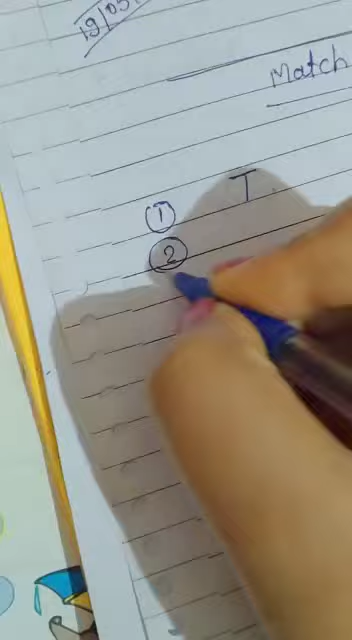 19/05/
Match
① T
②